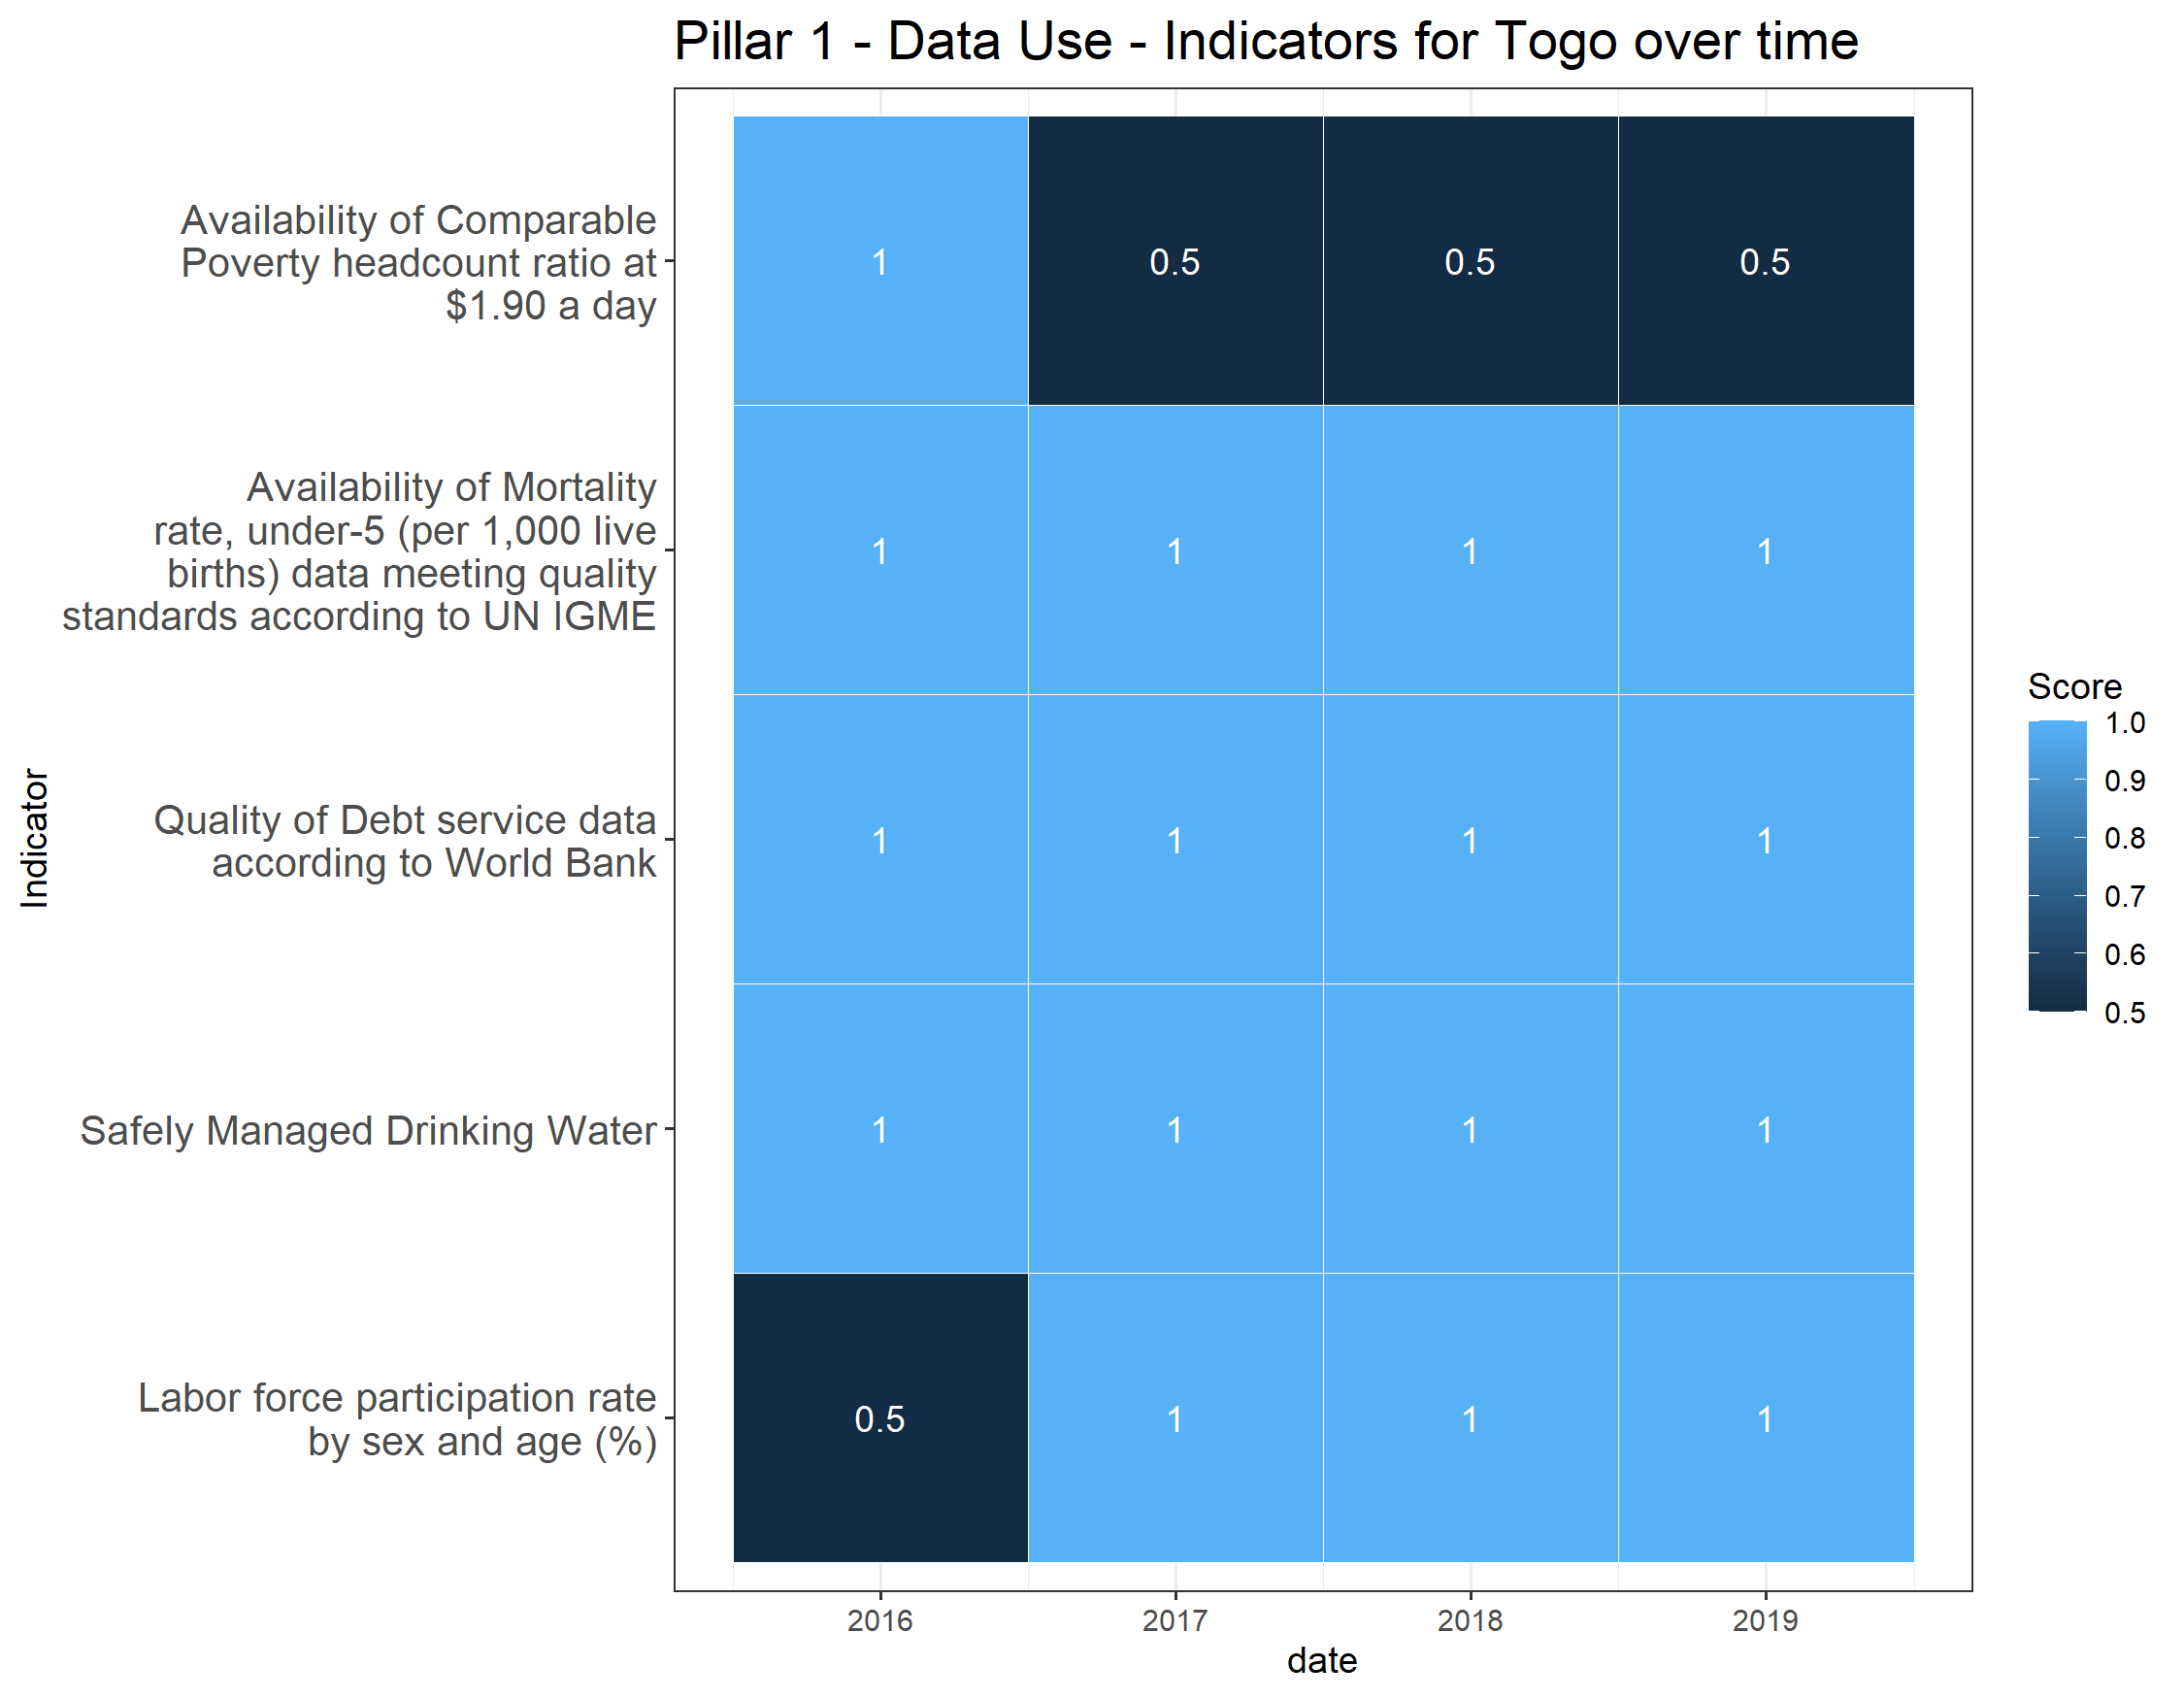 Pillar 1 - Data Use - Indicators for Togo over time
Indicator
Availability of Comparable
Poverty headcount ratio at
$1.90 a day
1 0.5 0.5 0.5
Availability of Mortality
rate, under-5 (per 1,000 live
births) data meeting quality
standards according to UN IGME
1 1 1 1
Quality of Debt service data
according to World Bank
1 1 1 1
Safely Managed Drinking Water
1 1 1 1
Labor force participation rate
by sex and age (%)
0.5 1 1 1
2016 2017 2018 2019
date
Score
1.0
0.9
0.8
0.7
0.6
0.5